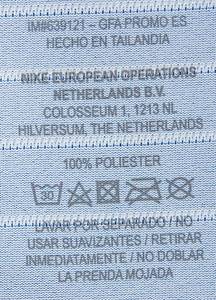 IM#639121 – GFA PROMO ES
HECHO EN TAILANDIA
NIKE EUROPEAN OPERATIONS
NETHERLANDS B.V.
COLOSSEUM 1, 1213 NL
HILVERSUM, THE NETHERLANDS
100% POLIESTER
30
LAVAR POR SEPARADO / NO
USAR SUAVIZANTES / RETIRAR
INMEDIATAMENTE / NO DOBLAR
LA PRENDA MOJADA